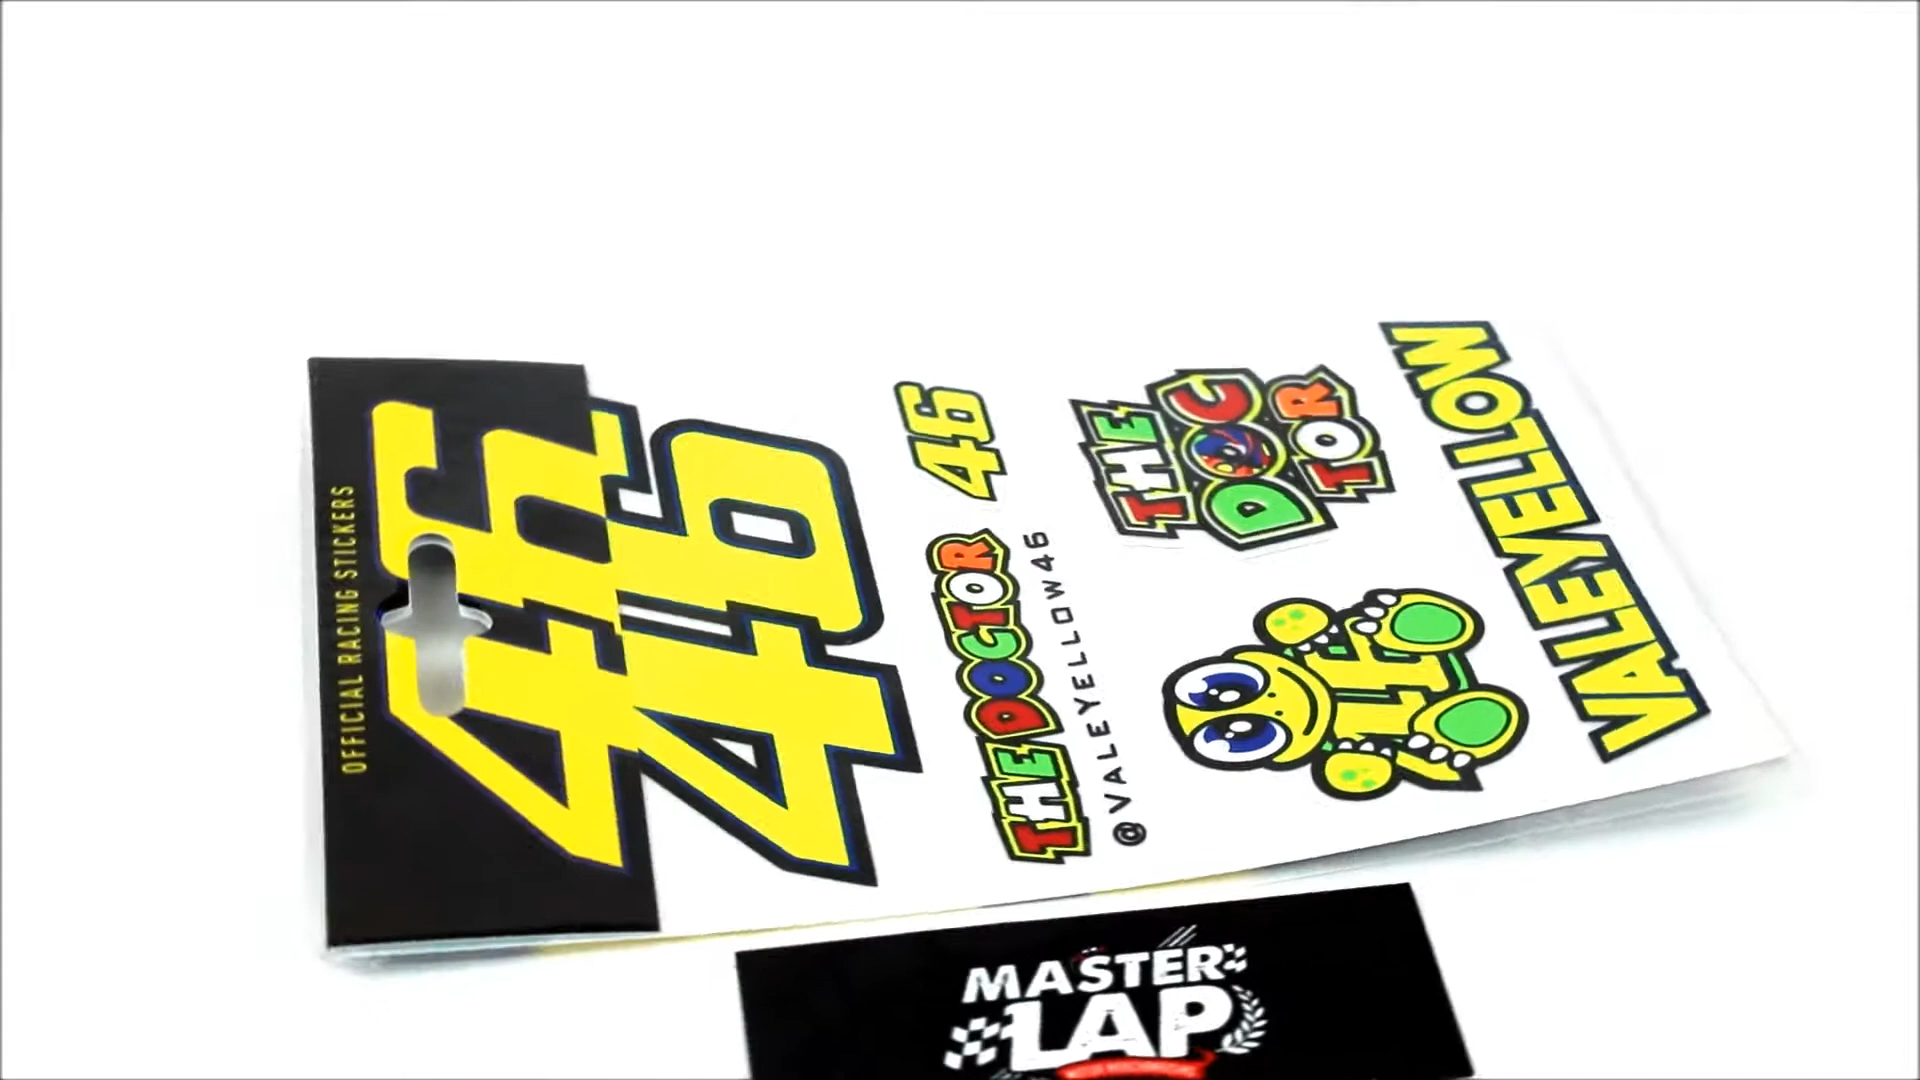 OFFICIAL RACING STICKERS
46
46
46
THE DOCTOR
@VALEYELLOW46
THE
DOC
TOR
VALEYELLOW
MASTER
LAP